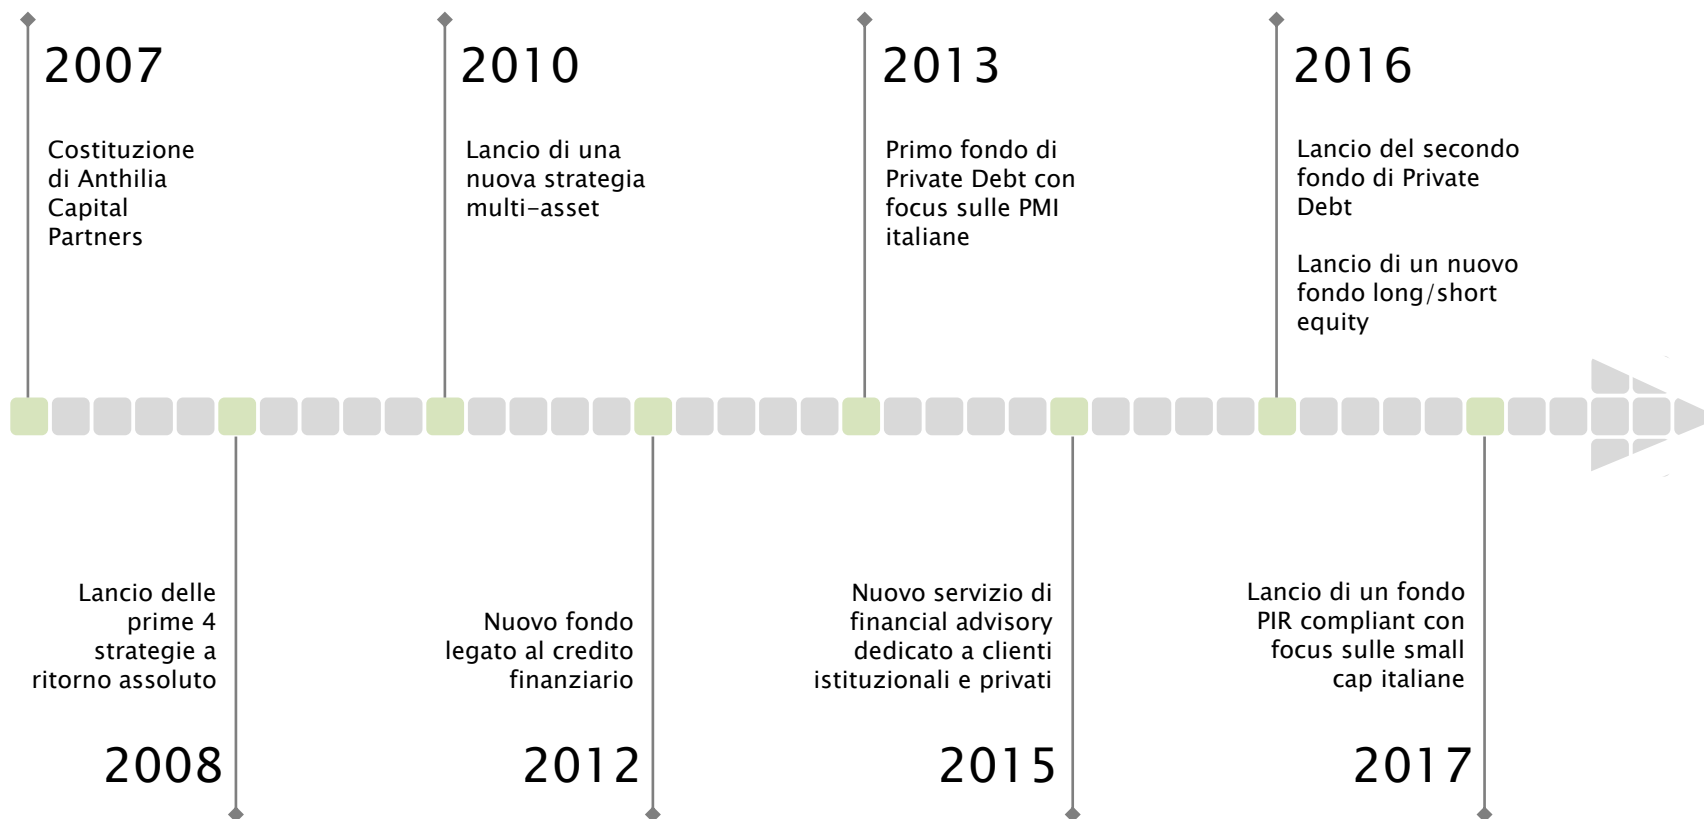 2007
Costituzione
di Anthilia
Capital
Partners
2010
Lancio di una
nuova strategia
multi-asset
2013
Primo fondo di
Private Debt con
focus sulle PMI
italiane
2016
Lancio del secondo
fondo di Private
Debt
Lancio di un nuovo
fondo long/short
equity
Lancio delle
prime 4
strategie a
ritorno assoluto
2008
Nuovo fondo
legato al credito
finanziario
2012
Nuovo servizio di
financial advisory
dedicato a clienti
istituzionali e privati
2015
Lancio di un fondo
PIR compliant con
focus sulle small
cap italiane
2017